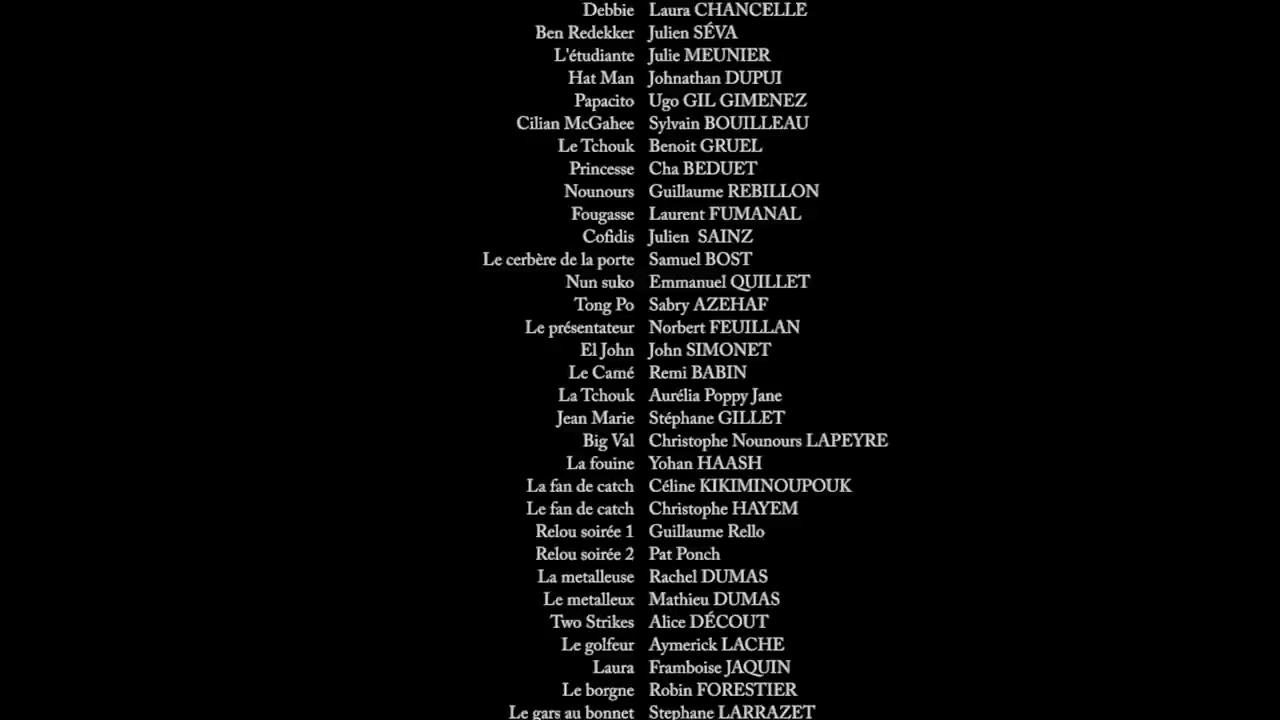 Debbie Laura CHANCELLE
Ben Redekker Julien SÉVA
L'étudiante Julie MEUNIER
Hat Man Johnathan DUPUI
Papacito Ugo GIL GIMENEZ
Cilian McGahee Sylvain BOUILLEAU
Le Tchouk Benoit GRUEL
Princesse Cha BEDUET
Nounours Guillaume REBILLON
Fougasse Laurent FUMANAL
Cofidis Julien SAINZ
Le cerbère de la porte Samuel BOST
Nun suko Emmanuel QUILLET
Tong Po Sabry AZEHAF
Le présentateur Norbert FEUILLAN
El John John SIMONET
Le Camé Remi BABIN
La Tchouk Aurélia Poppy Jane
Jean Marie Stéphane GILLET
Big Val Christophe Nounours LAPEYRE
La fouine Yohan HAASH
La fan de catch Céline KIKIMINOUPOUK
Le fan de catch Christophe HAYEM
Relou soirée 1 Guillaume Rello
Relou soirée 2 Pat Ponch
La metalleuse Rachel DUMAS
Le metalleux Mathieu DUMAS
Two Strikes Alice DÉCOUT
Le golfeur Aymerick LACHE
Laura Framboise JAQUIN
Le borgne Robin FORESTIER
Le gars au bonnet Stephane LARRAZET